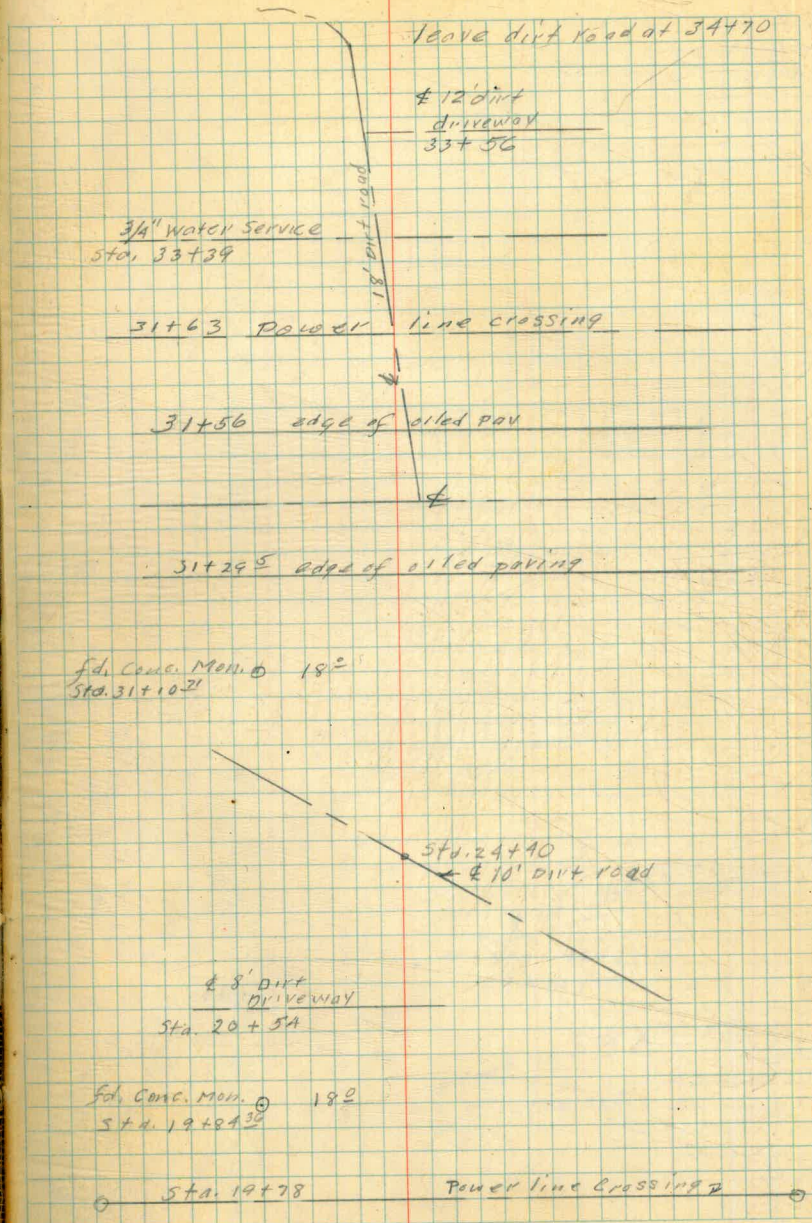 leave dirt road at 34+70
℄ 12' dirt
driveway
33+56
18' Dirt road
3/4" Water Service
Sta. 33+39
31+63 Power line crossing
℄
31+56 edge of oiled pav
℄
31+29 5 edge of oiled paving
fd. Conc. Mon. ⊙ 18 0
Sta. 31+10 21
Sta. 24+40
℄ 10' Dirt road
℄ 8' Dirt
Driveway
Sta. 20+54
fd. Conc. Mon. ⊙ 18 0
Sta. 19+84 30
Sta. 19+78 Power line Crossing